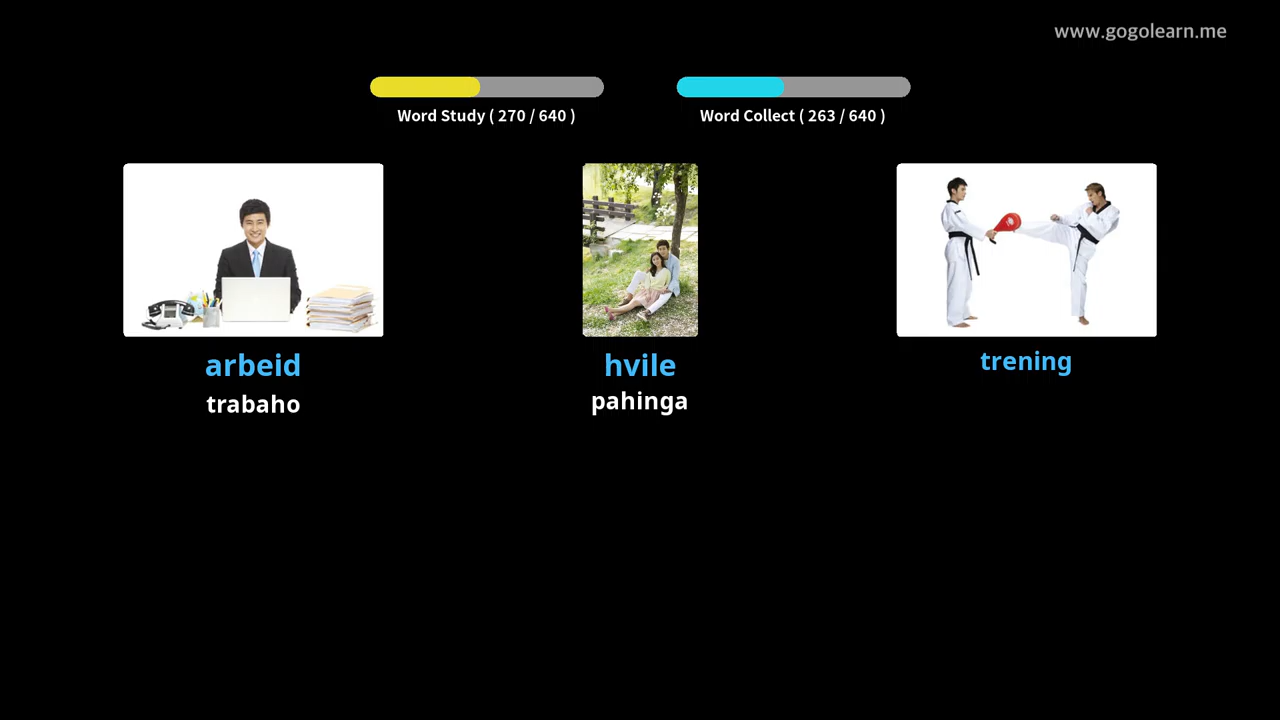 www.gogolearn.me
Word Study ( 270 / 640 )
Word Collect ( 263 / 640 )
arbeid
trabaho
hvile
pahinga
trening